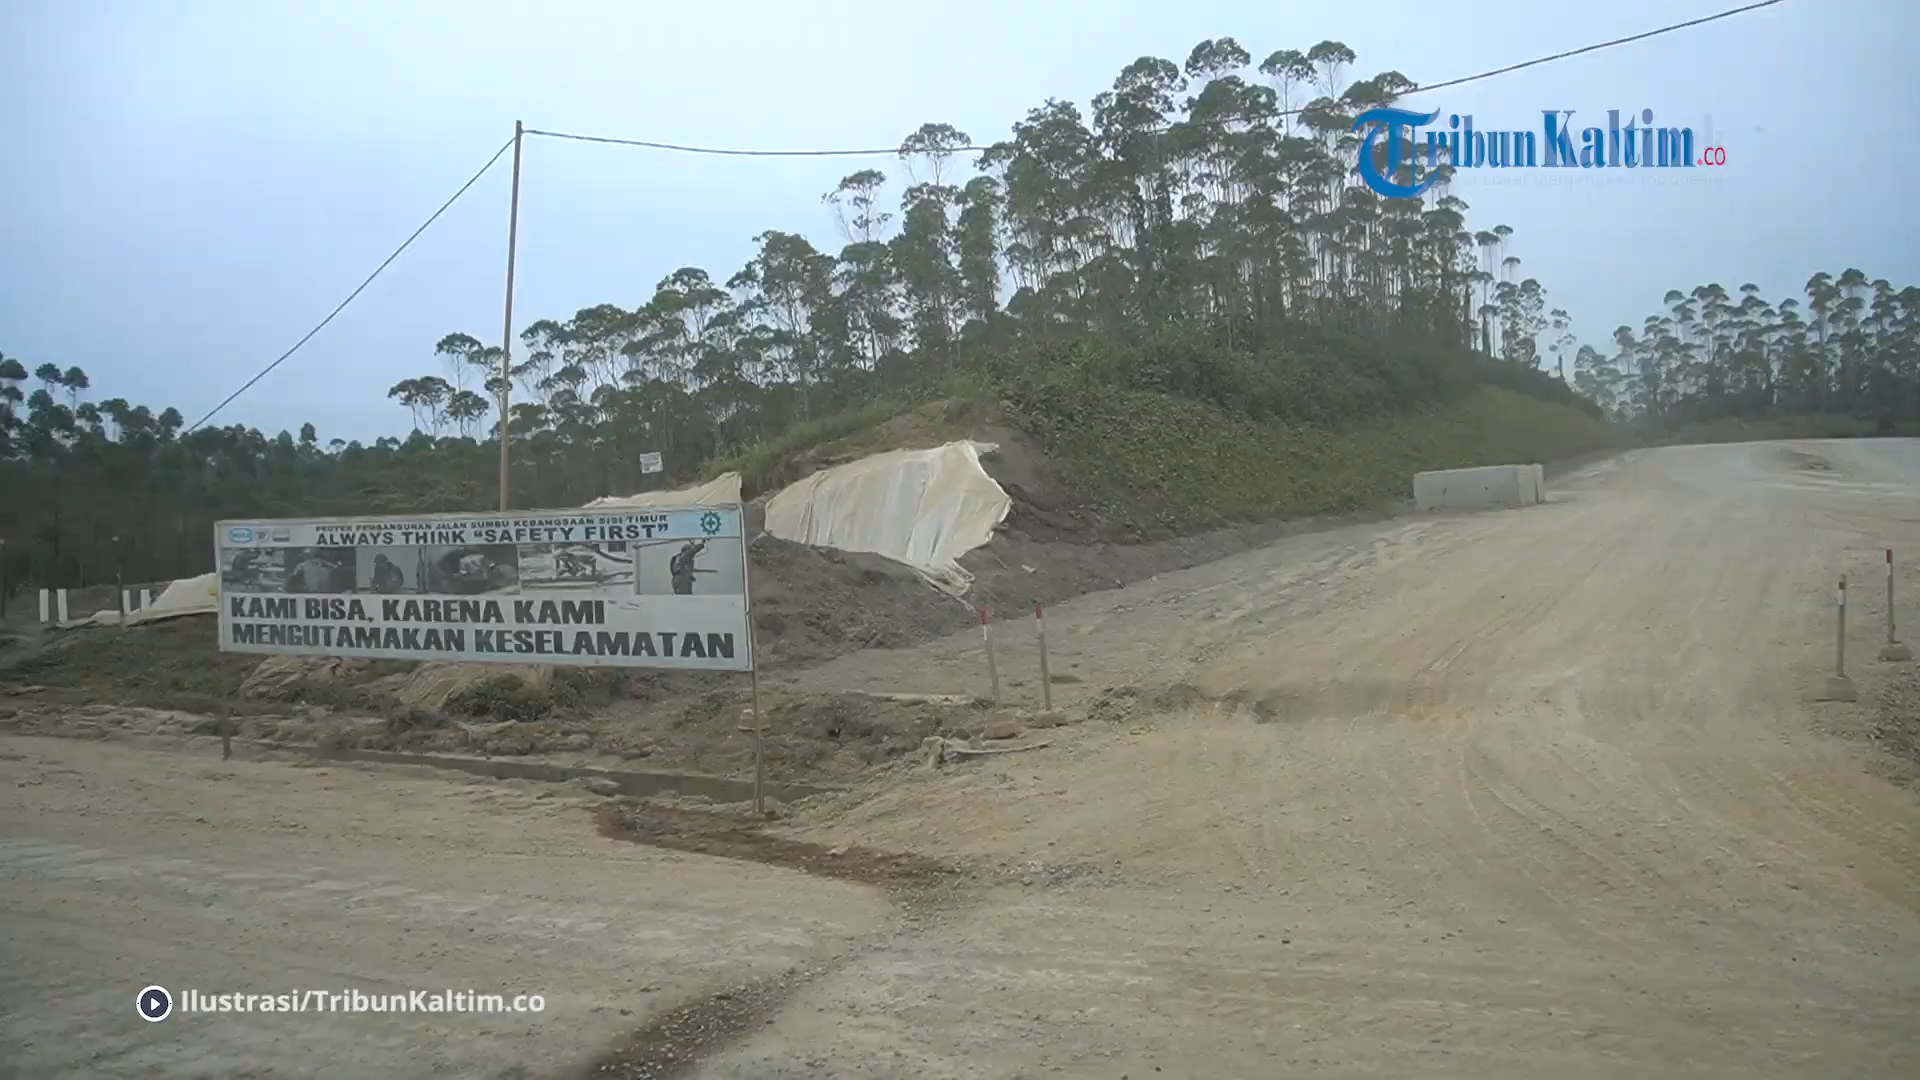 TribunKaltim.co
PROYEK PEMBANGUNAN JALAN SUMBU KEBANGSAAN SISI TIMUR
ALWAYS THINK "SAFETY FIRST"
KAMI BISA, KARENA KAMI
MENGUTAMAKAN KESELAMATAN
Ilustrasi/TribunKaltim.co